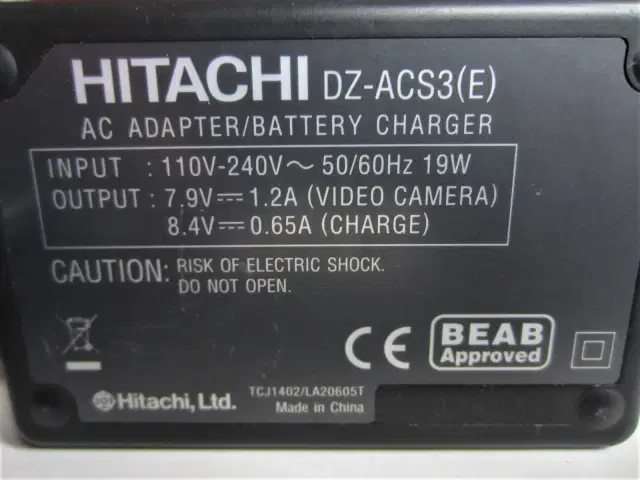 HITACHI DZ-ACS3(E)
AC ADAPTER/BATTERY CHARGER
INPUT : 110V-240V～ 50/60Hz 19W
OUTPUT : 7.9V⎓ 1.2A (VIDEO CAMERA)
8.4V⎓ 0.65A (CHARGE)
CAUTION: RISK OF ELECTRIC SHOCK.
DO NOT OPEN.
CE BEAB
Approved
Hitachi, Ltd. TCJ1402/LA20605T
Made in China